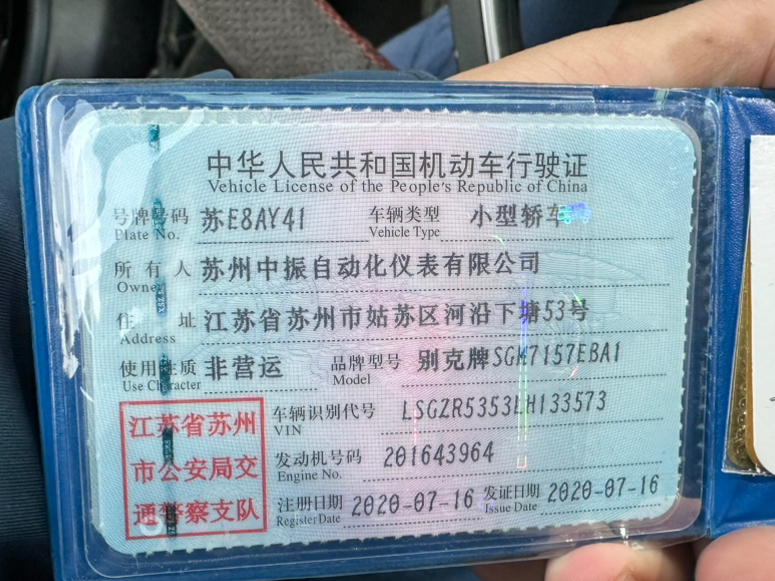 中华人民共和国机动车行驶证
Vehicle License of the People's Republic of China
号牌号码 苏E8AY41 车辆类型 小型轿车
Plate No. Vehicle Type
所有人 苏州中振自动化仪表有限公司
Owner
住址 江苏省苏州市姑苏区河沿下塘53号
Address
使用性质 非营运 品牌型号 别克牌SGM7157EBA1
Use Character Model
江苏省苏州
市公安局交
通警察支队
车辆识别代号 LSGZR5353LH133573
VIN
发动机号码 201643964
Engine No.
注册日期 2020-07-16 发证日期 2020-07-16
Register Date Issue Date